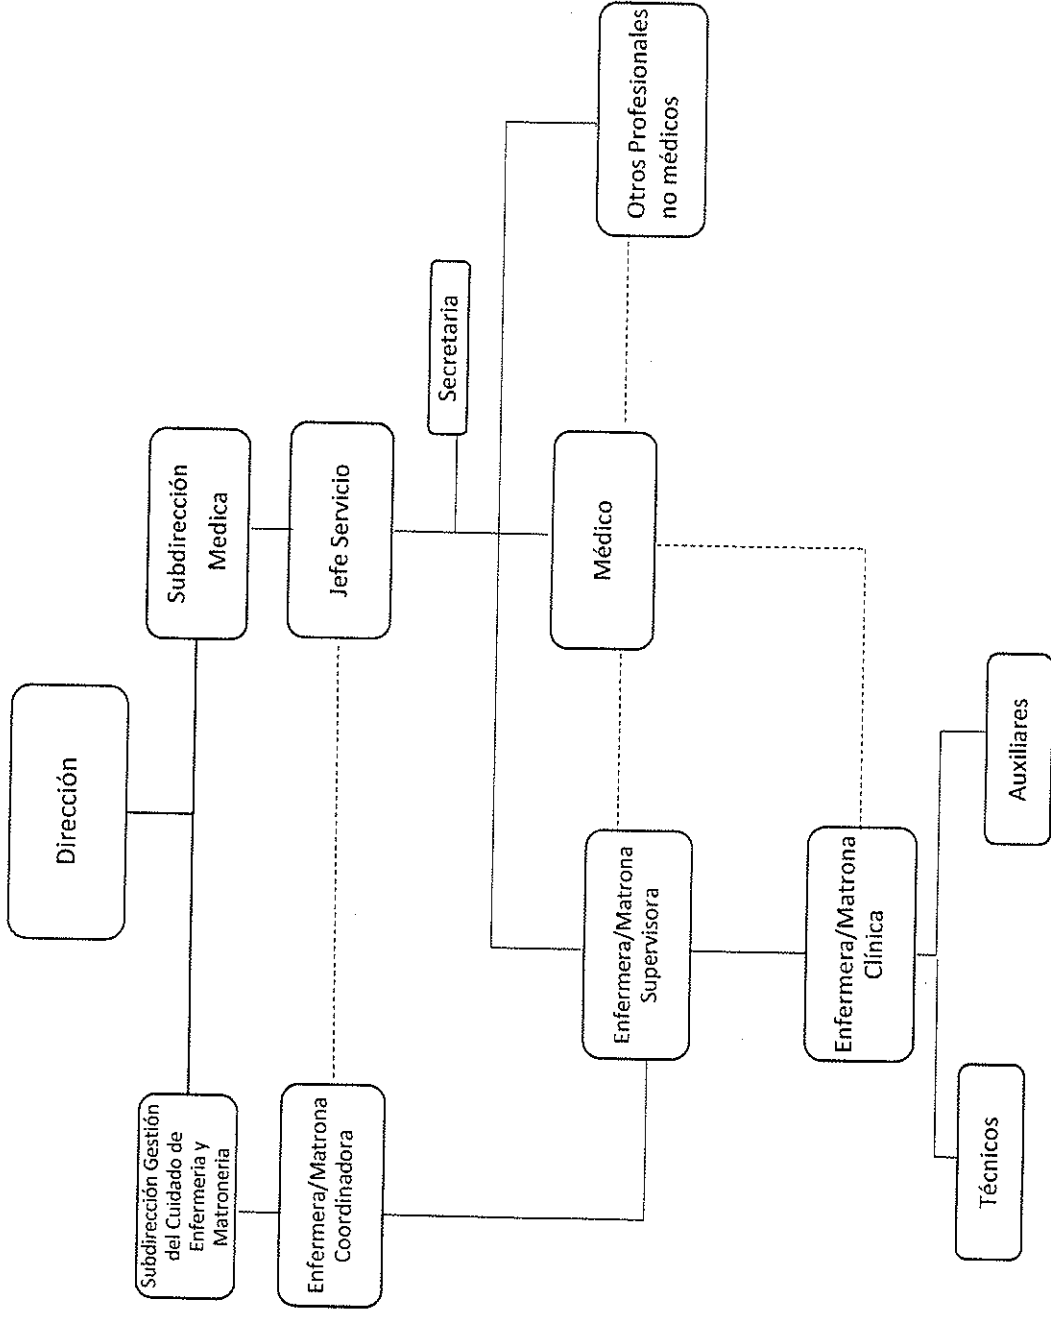 Dirección
Subdirección Gestión
del Cuidado de
Enfermería y
Matroneria
Subdirección
Medica
Enfermera/Matrona
Coordinadora
Jefe Servicio
Secretaria
Enfermera/Matrona
Supervisora
Médico
Otros Profesionales
no médicos
Enfermera/Matrona
Clínica
Técnicos
Auxiliares